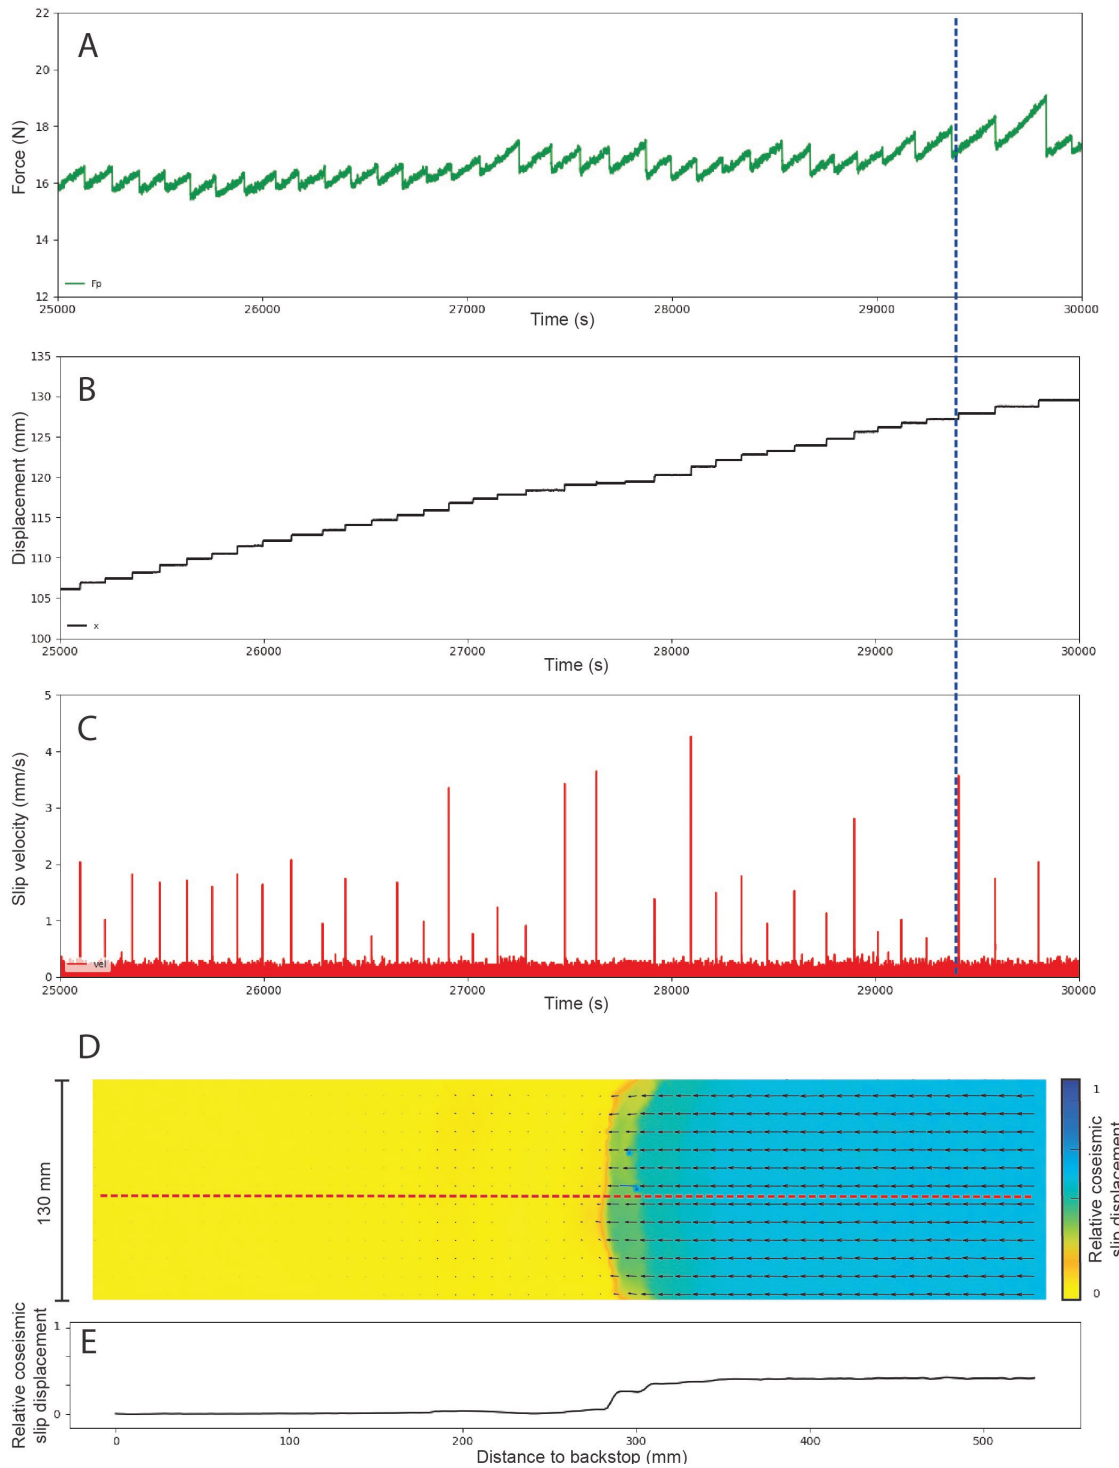 A
22
20
18
16
14
12
Force (N)
Fp
25000 26000 27000 28000 29000 30000
Time (s)
B
135
130
125
120
115
110
105
100
Displacement (mm)
x
25000 26000 27000 28000 29000 30000
Time (s)
C
5
4
3
2
1
0
Slip velocity (mm/s)
vel
25000 26000 27000 28000 29000 30000
Time (s)
D
130 mm
1
0
Relative coseismic
slip displacement
E
1
0
Relative coseismic
slip displacement
0 100 200 300 400 500
Distance to backstop (mm)